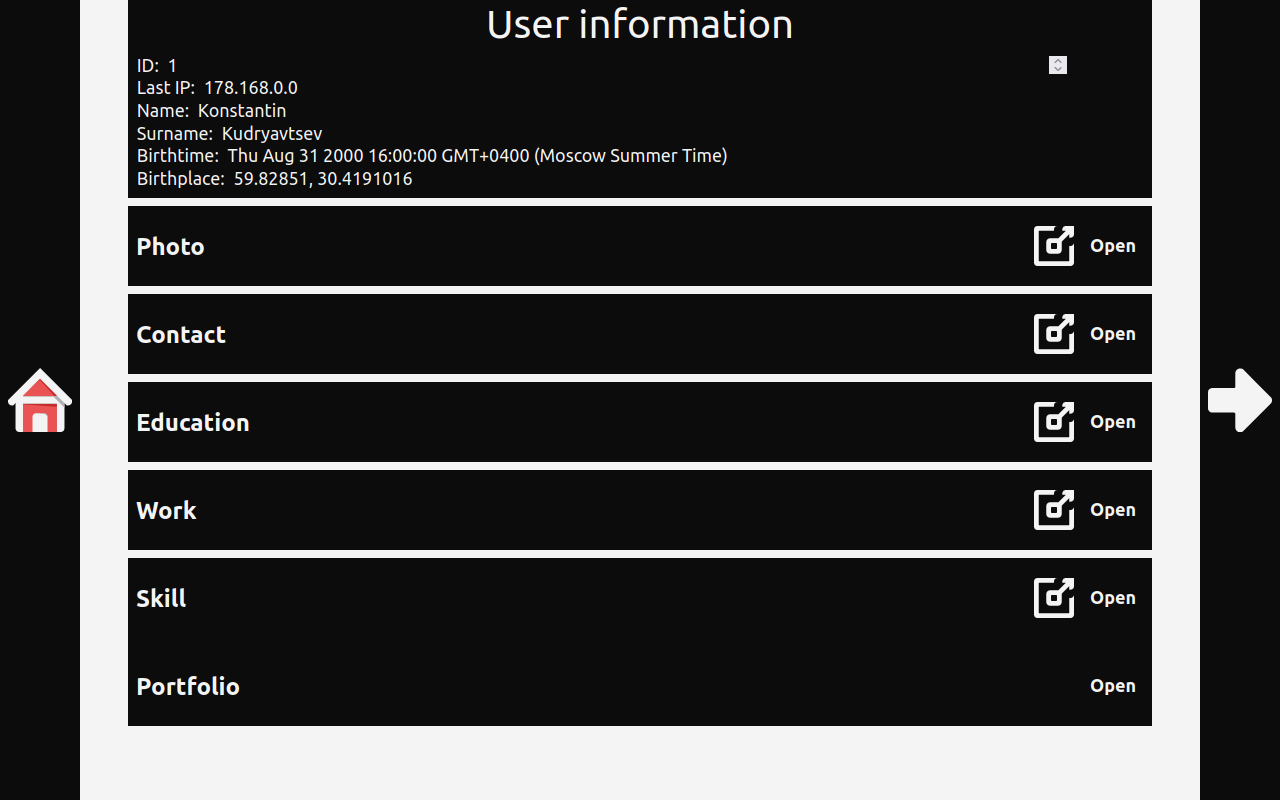 User information
ID: 1
Last IP: 178.168.0.0
Name: Konstantin
Surname: Kudryavtsev
Birthtime: Thu Aug 31 2000 16:00:00 GMT+0400 (Moscow Summer Time)
Birthplace: 59.82851, 30.4191016
Photo Open
Contact Open
Education Open
Work Open
Skill Open
Portfolio Open